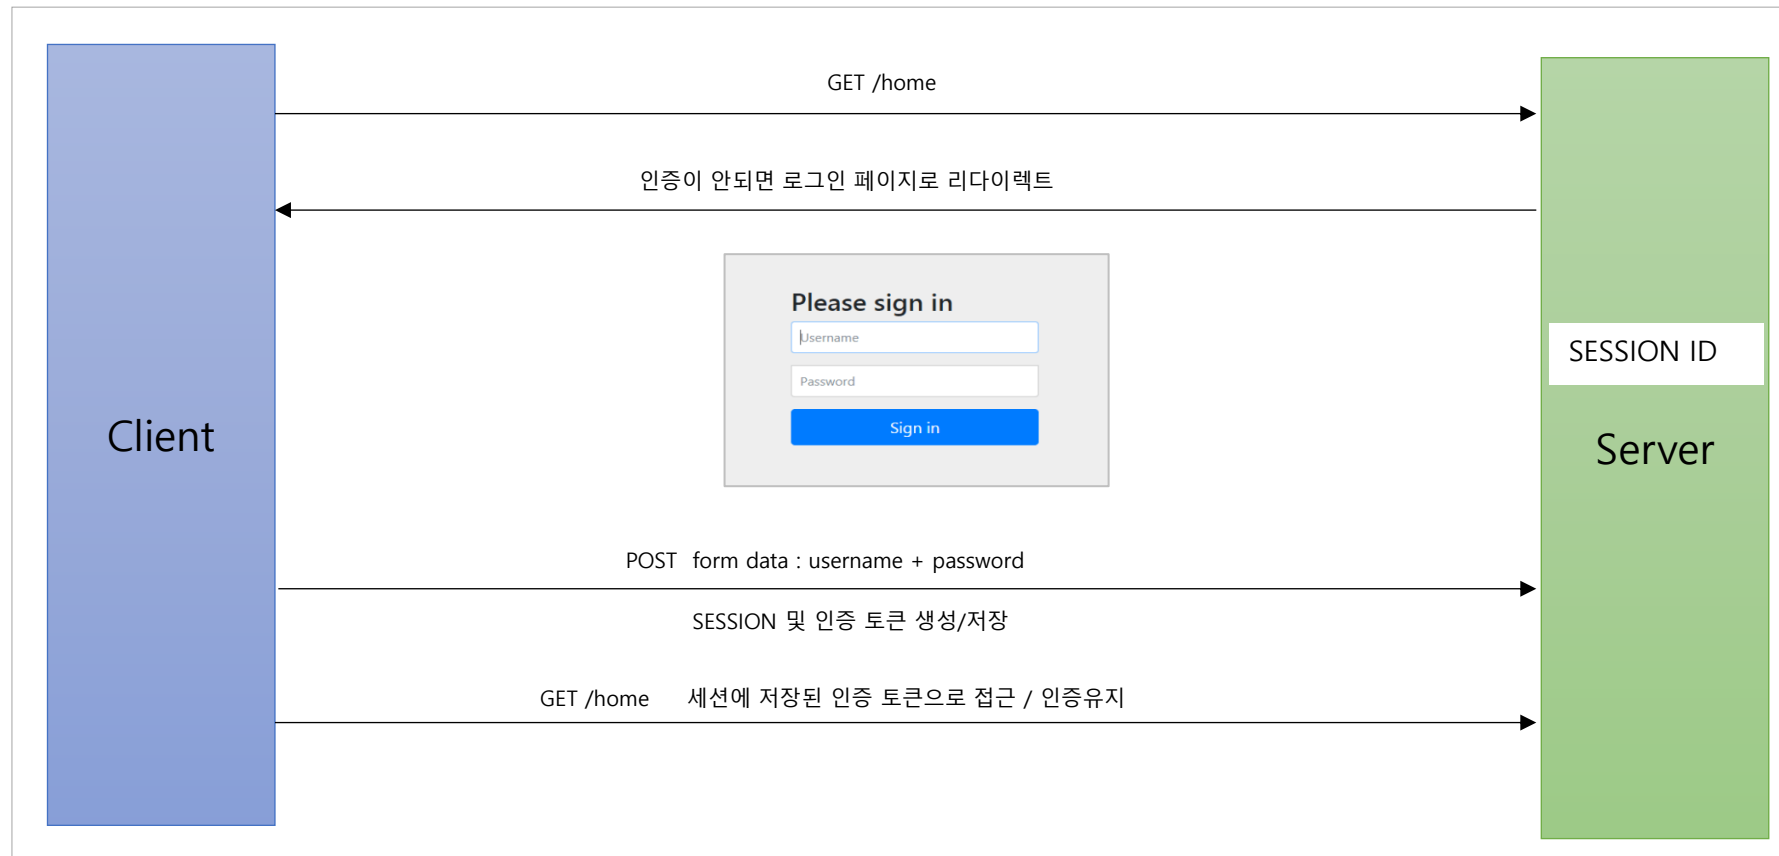 GET /home
인증이 안되면 로그인 페이지로 리다이렉트
Please sign in
Username
Password
Sign in
SESSION ID
Client
Server
POST form data : username + password
SESSION 및 인증 토큰 생성/저장
GET /home 세션에 저장된 인증 토큰으로 접근 / 인증유지